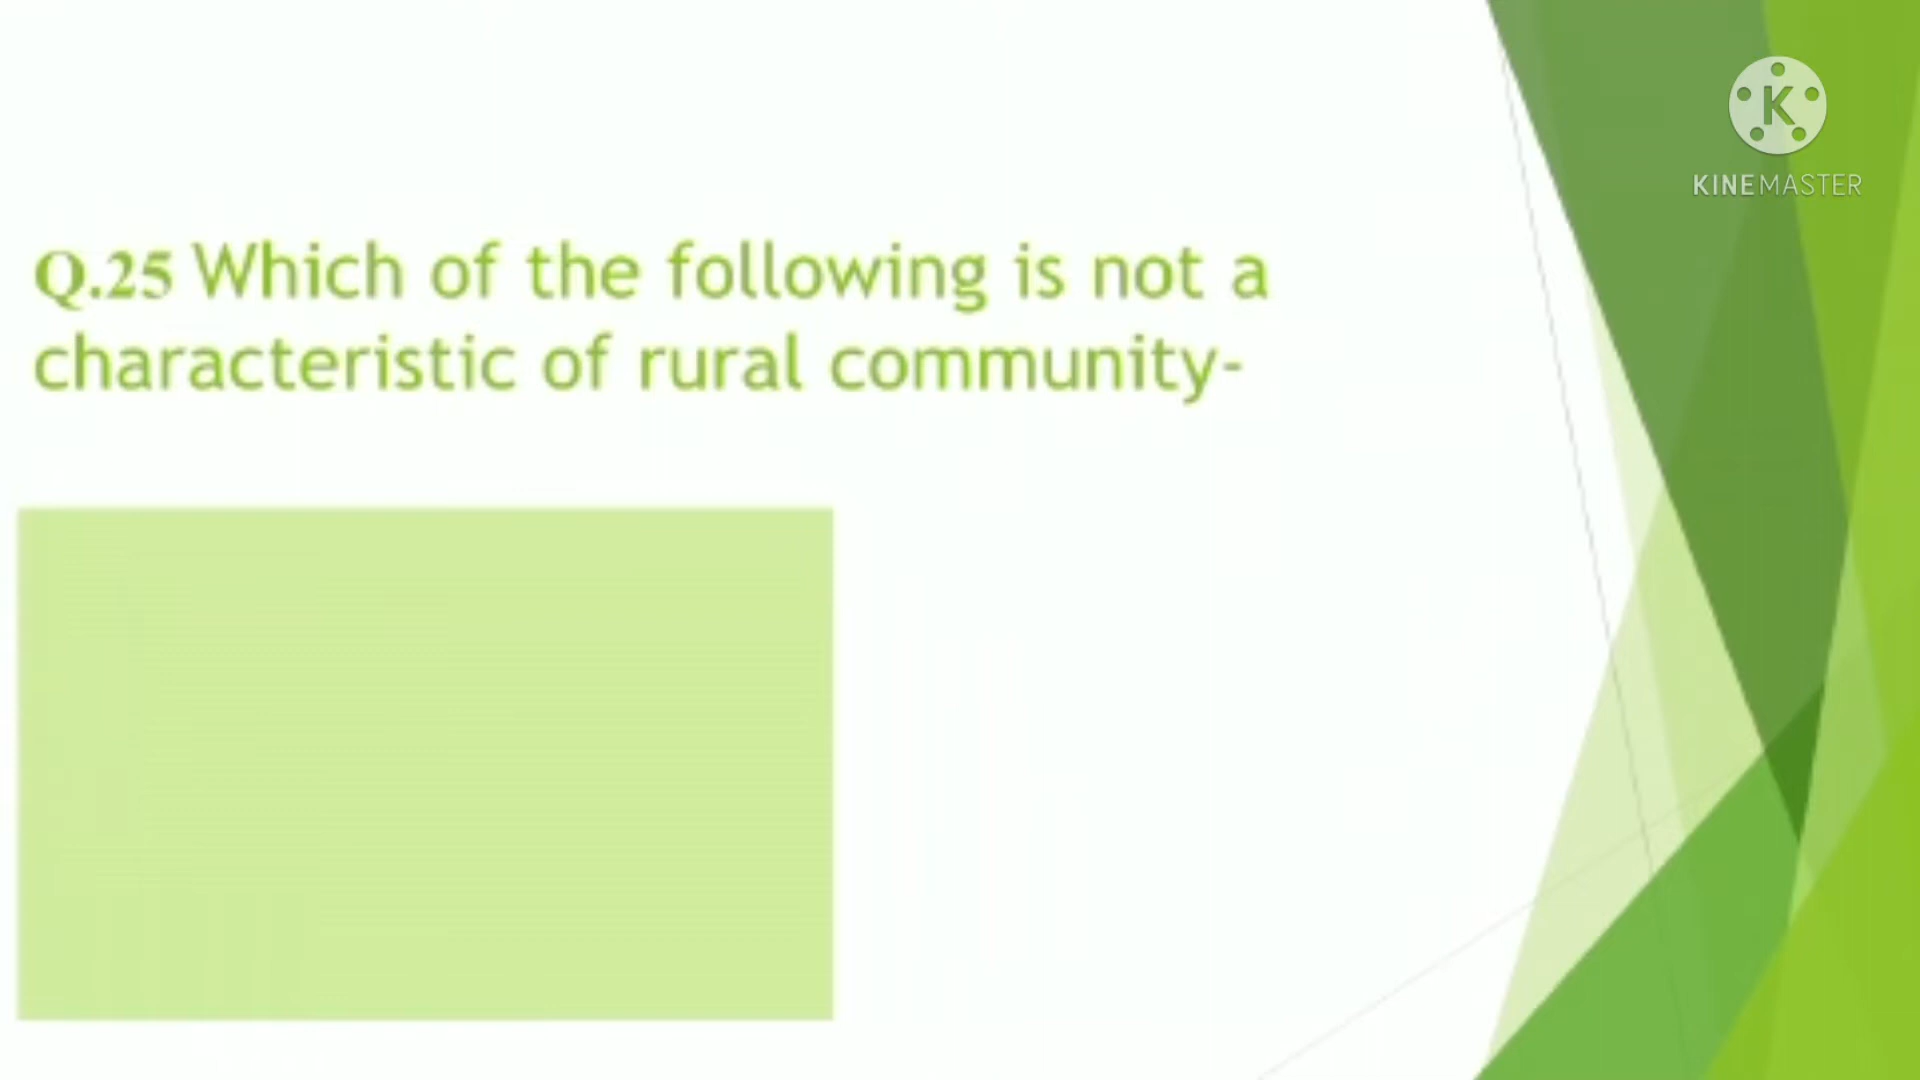 K
KINEMASTER
Q.25 Which of the following is not a
characteristic of rural community-